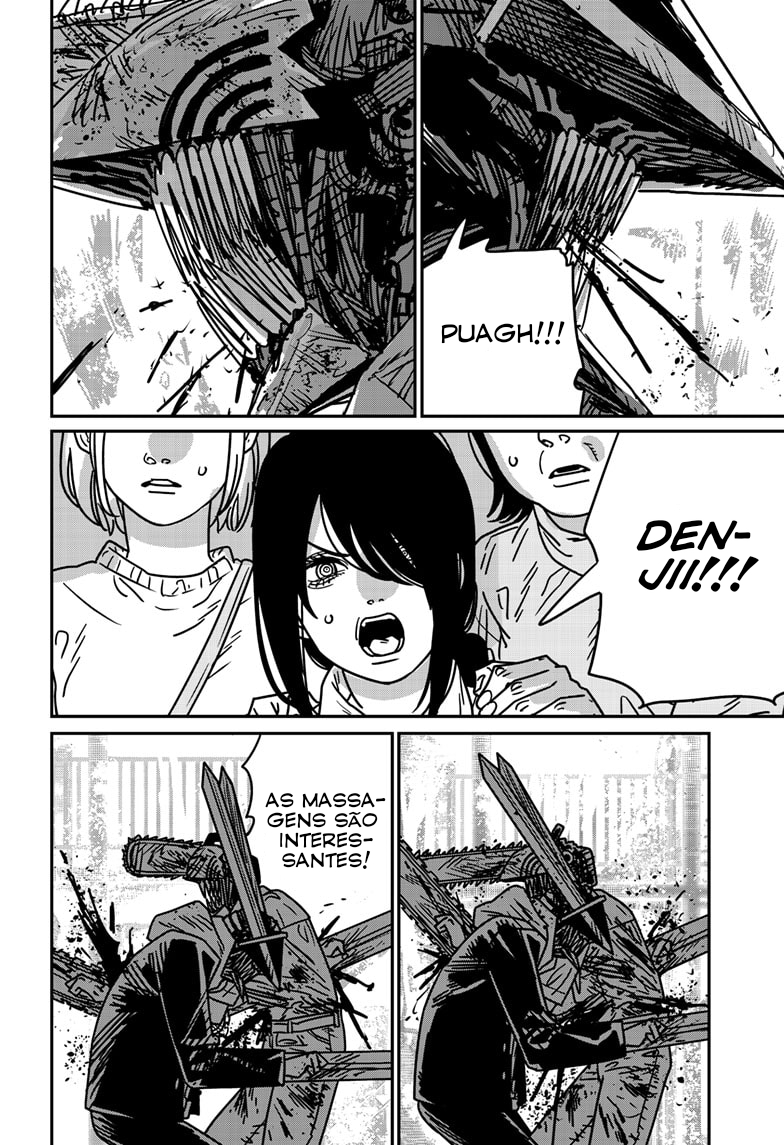 PUAGH!!!
DEN-
JII!!!
AS MASSA-
GENS SÃO
INTERES-
SANTES!